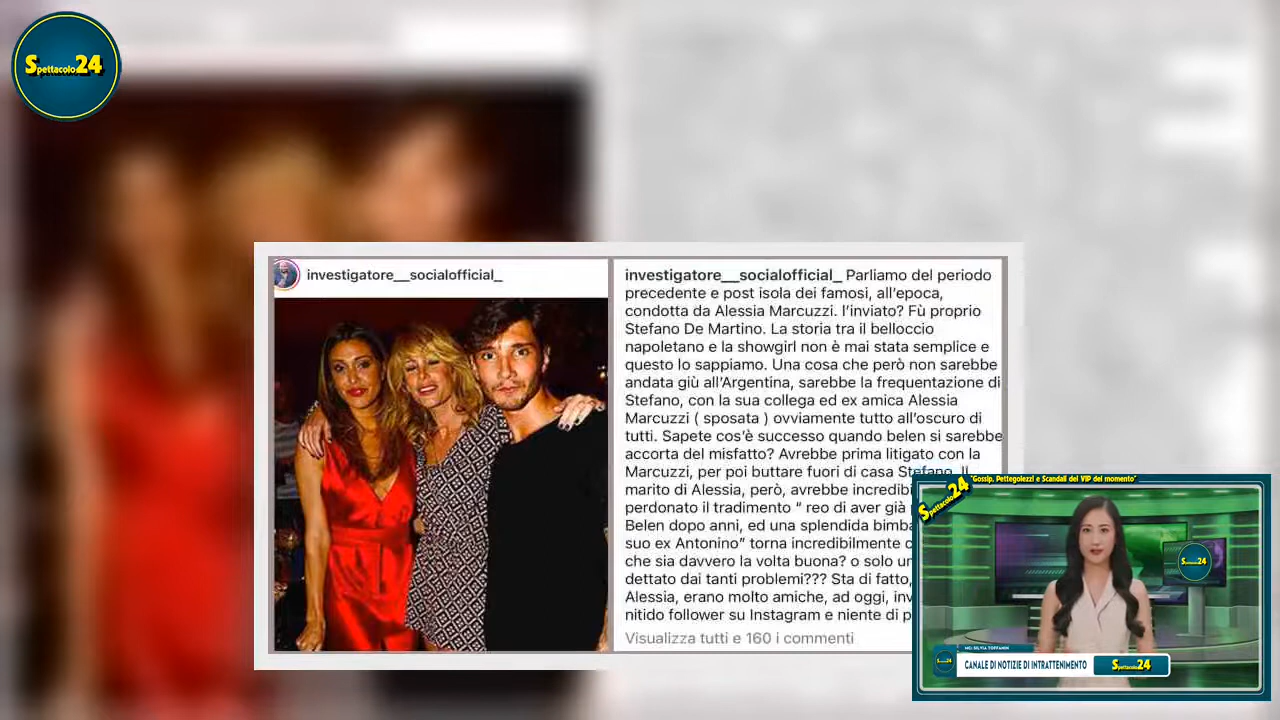 Spettacolo24
investigatore__socialofficial_
investigatore__socialofficial_ Parliamo del periodo
precedente e post isola dei famosi, all'epoca,
condotta da Alessia Marcuzzi. l'inviato? Fù proprio
Stefano De Martino. La storia tra il belloccio
napoletano e la showgirl non è mai stata semplice e
questo lo sappiamo. Una cosa che però non sarebbe
andata giù all'Argentina, sarebbe la frequentazione di
Stefano, con la sua collega ed ex amica Alessia
Marcuzzi ( sposata ) ovviamente tutto all'oscuro di
tutti. Sapete cos'è successo quando belen si sarebbe
accorta del misfatto? Avrebbe prima litigato con la
Marcuzzi, per poi buttare fuori di casa Stefano. Il
marito di Alessia, però, avrebbe
perdonato il tradimento " reo di aver già
Belen dopo anni, ed una splendida
suo ex Antonino" torna incredibilmente
che sia davvero la volta buona? o solo
dettato dai tanti problemi??? Sta di fatto,
Alessia, erano molto amiche, ad oggi,
nitido follower su Instagram e niente di
Visualizza tutti e 160 i commenti
"Gossip, Pettegolezzi e Scandali del VIP del momento"
Spettacolo24
Spettacolo24
MC: SILVIA TOFFANIN
CANALE DI NOTIZIE DI INTRATTENIMENTO
Spettacolo24